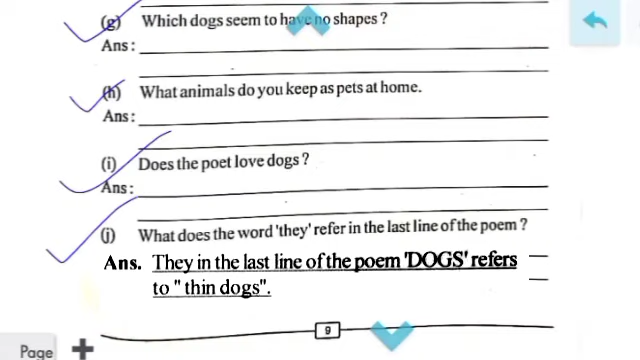 (g) Which dogs seem to have no shapes ?
Ans :
(h) What animals do you keep as pets at home.
Ans :
(i) Does the poet love dogs ?
Ans :
(j) What does the word 'they' refer in the last line of the poem ?
Ans. They in the last line of the poem 'DOGS' refers
to " thin dogs".
9
Page